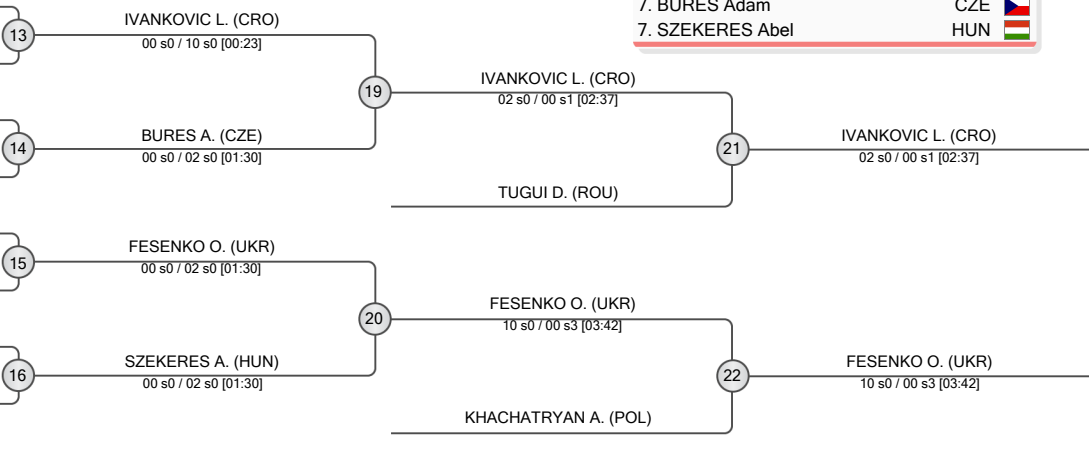 7. BURES Adam CZE
7. SZEKERES Abel HUN
IVANKOVIC L. (CRO)
13
00 s0 / 10 s0 [00:23]
IVANKOVIC L. (CRO)
19
02 s0 / 00 s1 [02:37]
BURES A. (CZE)
14
00 s0 / 02 s0 [01:30]
IVANKOVIC L. (CRO)
21
02 s0 / 00 s1 [02:37]
TUGUI D. (ROU)
FESENKO O. (UKR)
15
00 s0 / 02 s0 [01:30]
FESENKO O. (UKR)
20
10 s0 / 00 s3 [03:42]
SZEKERES A. (HUN)
16
00 s0 / 02 s0 [01:30]
FESENKO O. (UKR)
22
10 s0 / 00 s3 [03:42]
KHACHATRYAN A. (POL)